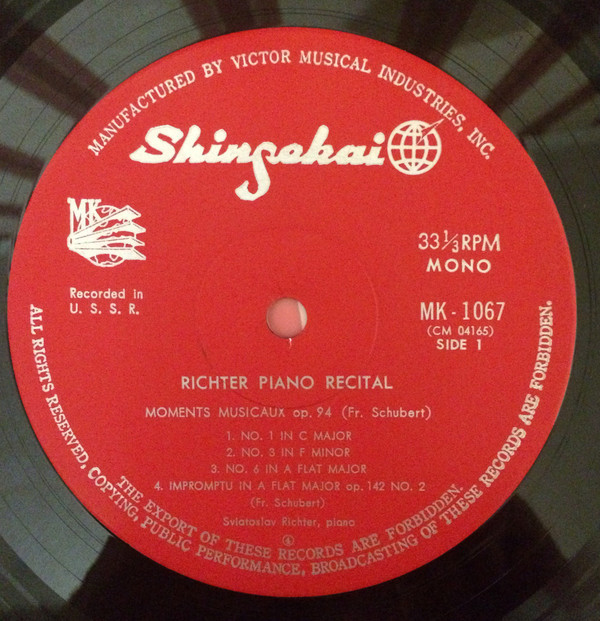 MANUFACTURED BY VICTOR MUSICAL INDUSTRIES, INC.
Shinsekai
MK
Recorded in
U. S. S. R.
33⅓RPM
MONO
MK - 1067
(CM 04165)
SIDE 1
RICHTER PIANO RECITAL
MOMENTS MUSICAUX op. 94 (Fr. Schubert)
1. NO. 1 IN C MAJOR
2. NO. 3 IN F MINOR
3. NO. 6 IN A FLAT MAJOR
4. IMPROMPTU IN A FLAT MAJOR op. 142 NO. 2
(Fr. Schubert)
Sviatoslav Richter, piano
THE EXPORT OF THESE RECORDS ARE FORBIDDEN.
ALL RIGHTS RESERVED, COPYING, PUBLIC PERFORMANCE, BROADCASTING OF THESE RECORDS ARE FORBIDDEN.